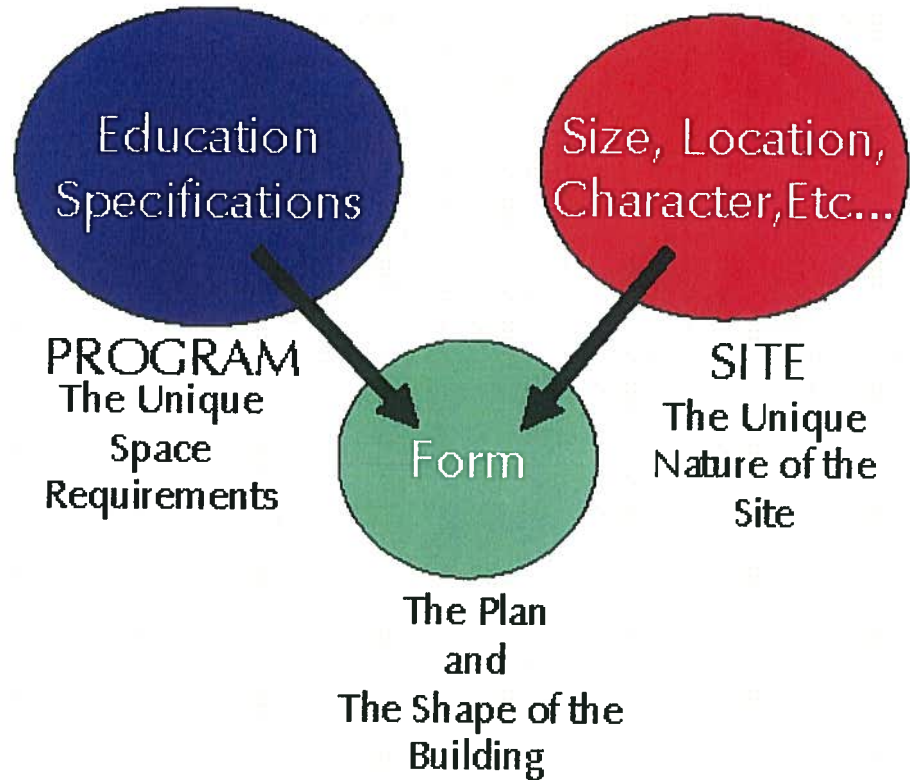 Education
Specifications
Size, Location,
Character,Etc...
PROGRAM
The Unique
Space
Requirements
SITE
The Unique
Nature of the
Site
Form
The Plan
and
The Shape of the
Building